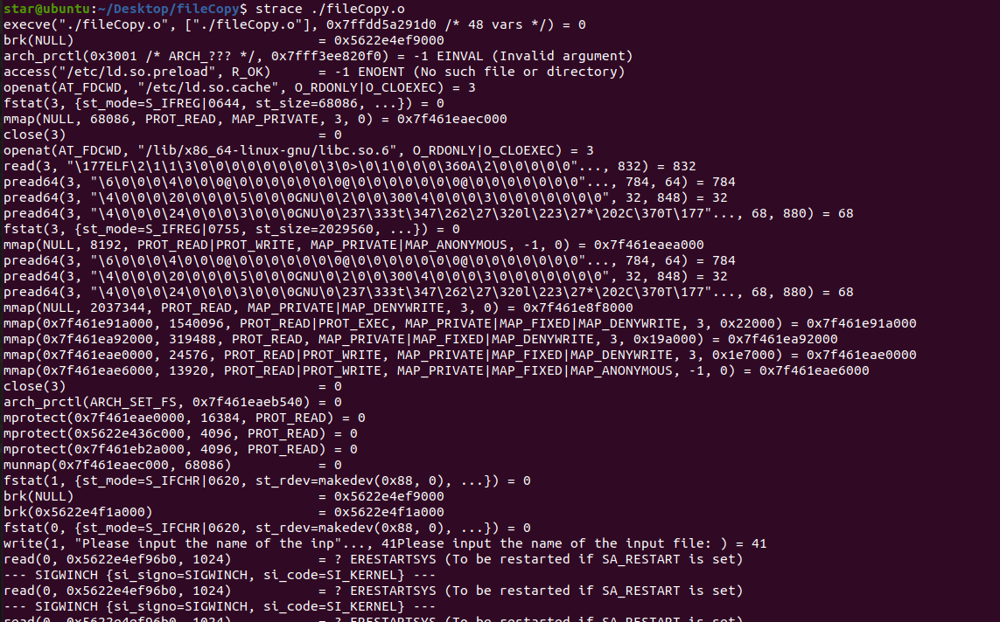 star@ubuntu:~/Desktop/fileCopy$ strace ./fileCopy.o
execve("./fileCopy.o", ["./fileCopy.o"], 0x7ffdd5a291d0 /* 48 vars */) = 0
brk(NULL)                               = 0x5622e4ef9000
arch_prctl(0x3001 /* ARCH_??? */, 0x7fff3ee820f0) = -1 EINVAL (Invalid argument)
access("/etc/ld.so.preload", R_OK)      = -1 ENOENT (No such file or directory)
openat(AT_FDCWD, "/etc/ld.so.cache", O_RDONLY|O_CLOEXEC) = 3
fstat(3, {st_mode=S_IFREG|0644, st_size=68086, ...}) = 0
mmap(NULL, 68086, PROT_READ, MAP_PRIVATE, 3, 0) = 0x7f461eaec000
close(3)                                = 0
openat(AT_FDCWD, "/lib/x86_64-linux-gnu/libc.so.6", O_RDONLY|O_CLOEXEC) = 3
read(3, "\177ELF\2\1\1\3\0\0\0\0\0\0\0\0\3\0>\0\1\0\0\0\360A\2\0\0\0\0\0"..., 832) = 832
pread64(3, "\6\0\0\0\4\0\0\0@\0\0\0\0\0\0\0@\0\0\0\0\0\0\0@\0\0\0\0\0\0\0"..., 784, 64) = 784
pread64(3, "\4\0\0\0\20\0\0\0\5\0\0\0GNU\0\2\0\0\300\4\0\0\0\3\0\0\0\0\0\0\0", 32, 848) = 32
pread64(3, "\4\0\0\0\24\0\0\0\3\0\0\0GNU\0\237\333t\347\262\27\320l\223\27*\202C\370T\177"..., 68, 880) = 68
fstat(3, {st_mode=S_IFREG|0755, st_size=2029560, ...}) = 0
mmap(NULL, 8192, PROT_READ|PROT_WRITE, MAP_PRIVATE|MAP_ANONYMOUS, -1, 0) = 0x7f461eaea000
pread64(3, "\6\0\0\0\4\0\0\0@\0\0\0\0\0\0\0@\0\0\0\0\0\0\0@\0\0\0\0\0\0\0"..., 784, 64) = 784
pread64(3, "\4\0\0\0\20\0\0\0\5\0\0\0GNU\0\2\0\0\300\4\0\0\0\3\0\0\0\0\0\0\0", 32, 848) = 32
pread64(3, "\4\0\0\0\24\0\0\0\3\0\0\0GNU\0\237\333t\347\262\27\320l\223\27*\202C\370T\177"..., 68, 880) = 68
mmap(NULL, 2037344, PROT_READ, MAP_PRIVATE|MAP_DENYWRITE, 3, 0) = 0x7f461e8f8000
mmap(0x7f461e91a000, 1540096, PROT_READ|PROT_EXEC, MAP_PRIVATE|MAP_FIXED|MAP_DENYWRITE, 3, 0x22000) = 0x7f461e91a000
mmap(0x7f461ea92000, 319488, PROT_READ, MAP_PRIVATE|MAP_FIXED|MAP_DENYWRITE, 3, 0x19a000) = 0x7f461ea92000
mmap(0x7f461eae0000, 24576, PROT_READ|PROT_WRITE, MAP_PRIVATE|MAP_FIXED|MAP_DENYWRITE, 3, 0x1e7000) = 0x7f461eae0000
mmap(0x7f461eae6000, 13920, PROT_READ|PROT_WRITE, MAP_PRIVATE|MAP_FIXED|MAP_ANONYMOUS, -1, 0) = 0x7f461eae6000
close(3)                                = 0
arch_prctl(ARCH_SET_FS, 0x7f461eaeb540) = 0
mprotect(0x7f461eae0000, 16384, PROT_READ) = 0
mprotect(0x5622e436c000, 4096, PROT_READ) = 0
mprotect(0x7f461eb2a000, 4096, PROT_READ) = 0
munmap(0x7f461eaec000, 68086)           = 0
fstat(1, {st_mode=S_IFCHR|0620, st_rdev=makedev(0x88, 0), ...}) = 0
brk(NULL)                               = 0x5622e4ef9000
brk(0x5622e4f1a000)                     = 0x5622e4f1a000
fstat(0, {st_mode=S_IFCHR|0620, st_rdev=makedev(0x88, 0), ...}) = 0
write(1, "Please input the name of the inp"..., 41Please input the name of the input file: ) = 41
read(0, 0x5622e4ef96b0, 1024)           = ? ERESTARTSYS (To be restarted if SA_RESTART is set)
--- SIGWINCH {si_signo=SIGWINCH, si_code=SI_KERNEL} ---
read(0, 0x5622e4ef96b0, 1024)           = ? ERESTARTSYS (To be restarted if SA_RESTART is set)
--- SIGWINCH {si_signo=SIGWINCH, si_code=SI_KERNEL} ---
read(0, 0x5622e4ef96b0, 1024)           = ? ERESTARTSYS (To be restarted if SA_RESTART is set)